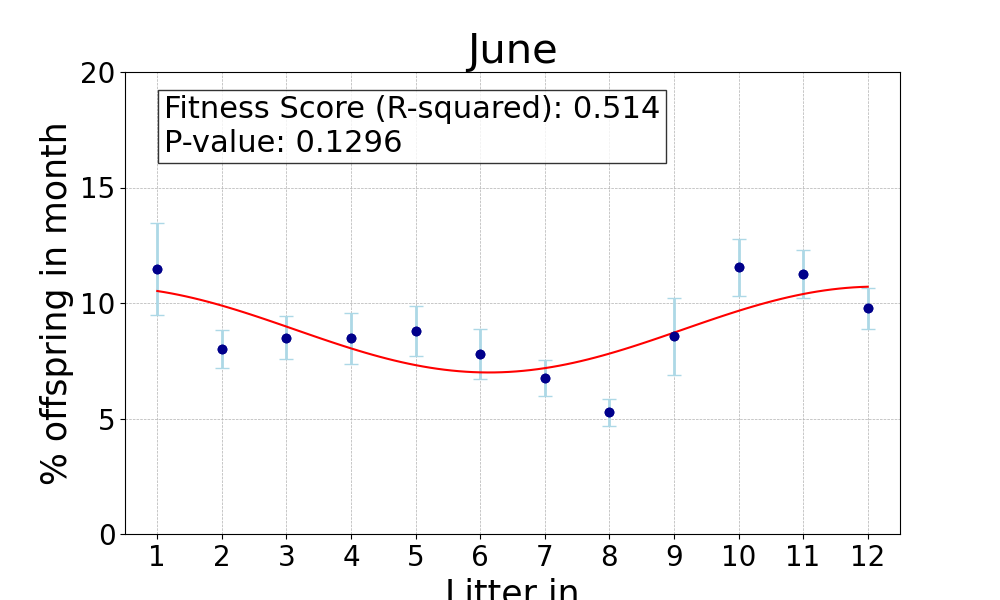 June
Fitness Score (R-squared): 0.514
P-value: 0.1296
% offspring in month
20
15
10
5
0
1 2 3 4 5 6 7 8 9 10 11 12
Litter in